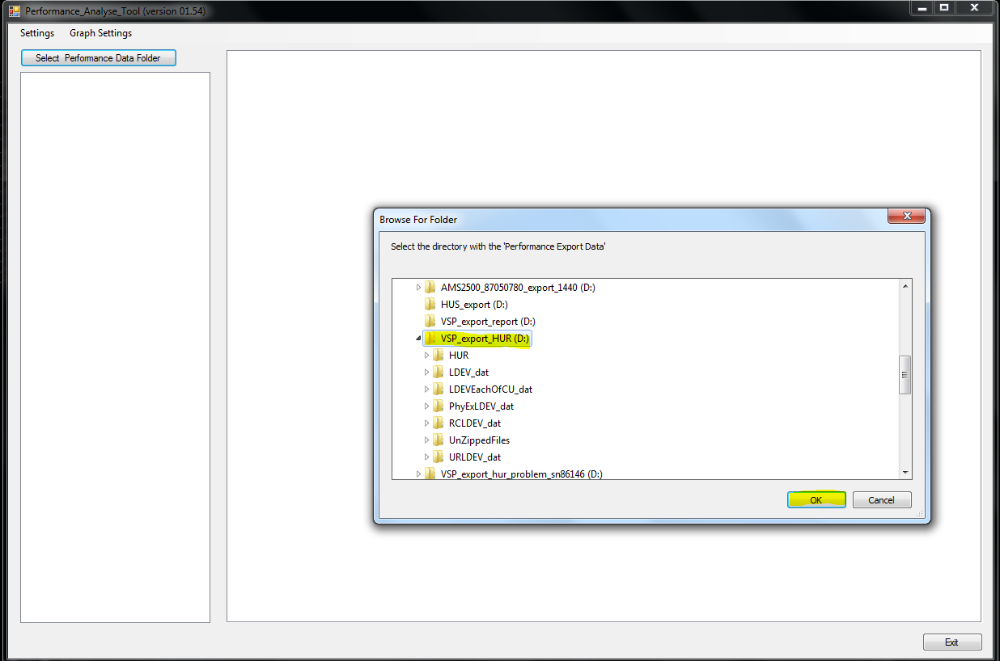 Performance_Analyse_Tool (version 01.54)
Settings Graph Settings
Select Performance Data Folder
Browse For Folder
Select the directory with the 'Performance Export Data'
AMS2500_87050780_export_1440 (D:)
HUS_export (D:)
VSP_export_report (D:)
VSP_export_HUR (D:)
HUR
LDEV_dat
LDEVEachOfCU_dat
PhyExLDEV_dat
RCLDEV_dat
UnZippedFiles
URLDEV_dat
VSP_export_hur_problem_sn86146 (D:)
OK Cancel
Exit